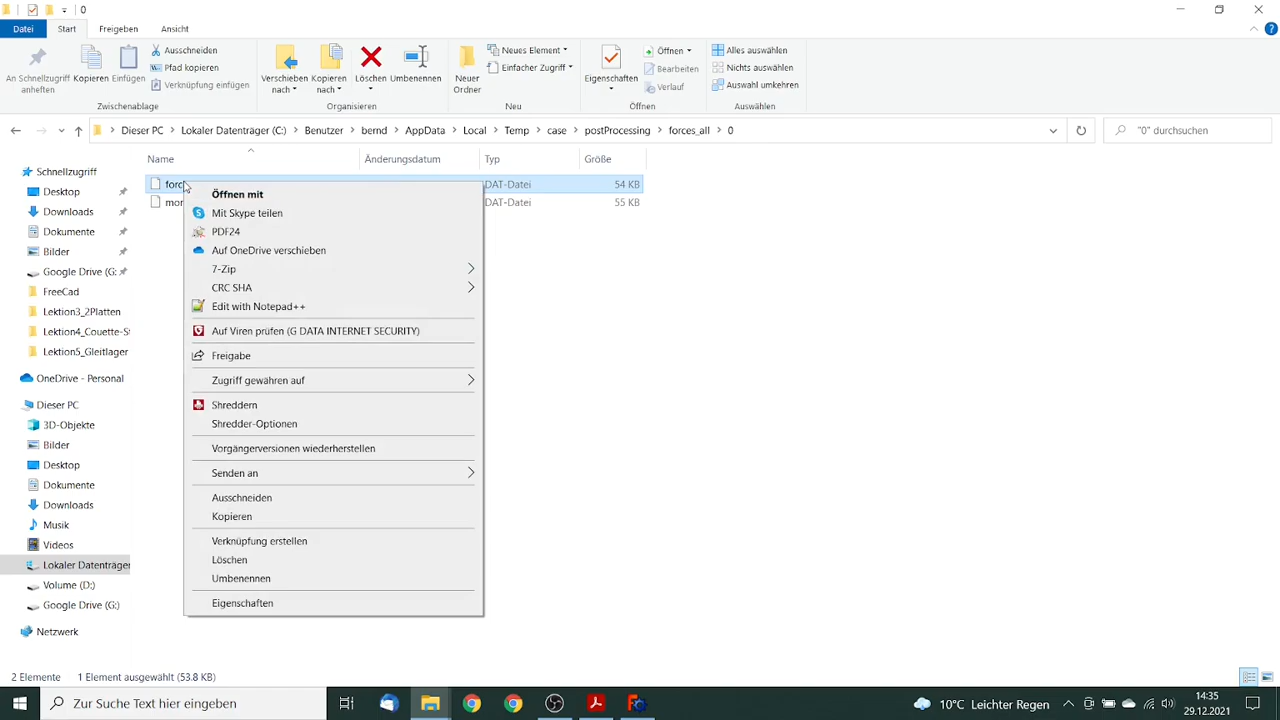 0
Datei Start Freigeben Ansicht
An Schnellzugriff anheften
Kopieren
Einfügen
Ausschneiden
Pfad kopieren
Verknüpfung einfügen
Zwischenablage
Verschieben nach
Kopieren nach
Löschen
Umbenennen
Organisieren
Neuer Ordner
Neues Element
Einfacher Zugriff
Neu
Eigenschaften
Öffnen
Bearbeiten
Verlauf
Öffnen
Alles auswählen
Nichts auswählen
Auswahl umkehren
Auswählen
Dieser PC > Lokaler Datenträger (C:) > Benutzer > bernd > AppData > Local > Temp > case > postProcessing > forces_all > 0
"0" durchsuchen
Name Änderungsdatum Typ Größe
DAT-Datei 54 KB
DAT-Datei 55 KB
Schnellzugriff
Desktop
Downloads
Dokumente
Bilder
Google Drive (G:
FreeCad
Lektion3_2Platten
Lektion4_Couette-St
Lektion5_Gleitlager
OneDrive - Personal
Dieser PC
3D-Objekte
Bilder
Desktop
Dokumente
Downloads
Musik
Videos
Lokaler Datenträger
Volume (D:)
Google Drive (G:)
Netzwerk
Öffnen mit
Mit Skype teilen
PDF24
Auf OneDrive verschieben
7-Zip
CRC SHA
Edit with Notepad++
Auf Viren prüfen (G DATA INTERNET SECURITY)
Freigabe
Zugriff gewähren auf
Shreddern
Shredder-Optionen
Vorgängerversionen wiederherstellen
Senden an
Ausschneiden
Kopieren
Verknüpfung erstellen
Löschen
Umbenennen
Eigenschaften
2 Elemente 1 Element ausgewählt (53.8 KB)
Zur Suche Text hier eingeben
10°C Leichter Regen
14:35
29.12.2021